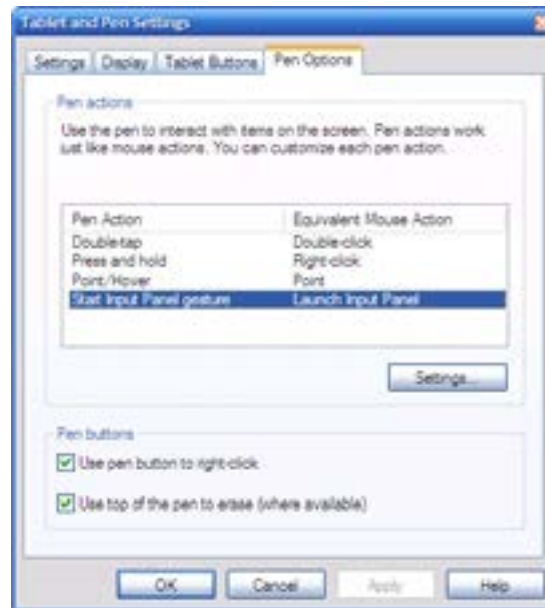 Tablet and Pen Settings
Settings Display Tablet Buttons Pen Options
Pen actions
Use the pen to interact with items on the screen. Pen actions work
just like mouse actions. You can customize each pen action.
Pen Action Equivalent Mouse Action
Double-tap Double-click
Press and hold Right-click
Point/Hover Point
Start Input Panel gesture Launch Input Panel
Settings...
Pen buttons
Use pen button to right-click
Use top of the pen to erase (where available)
OK Cancel Apply Help